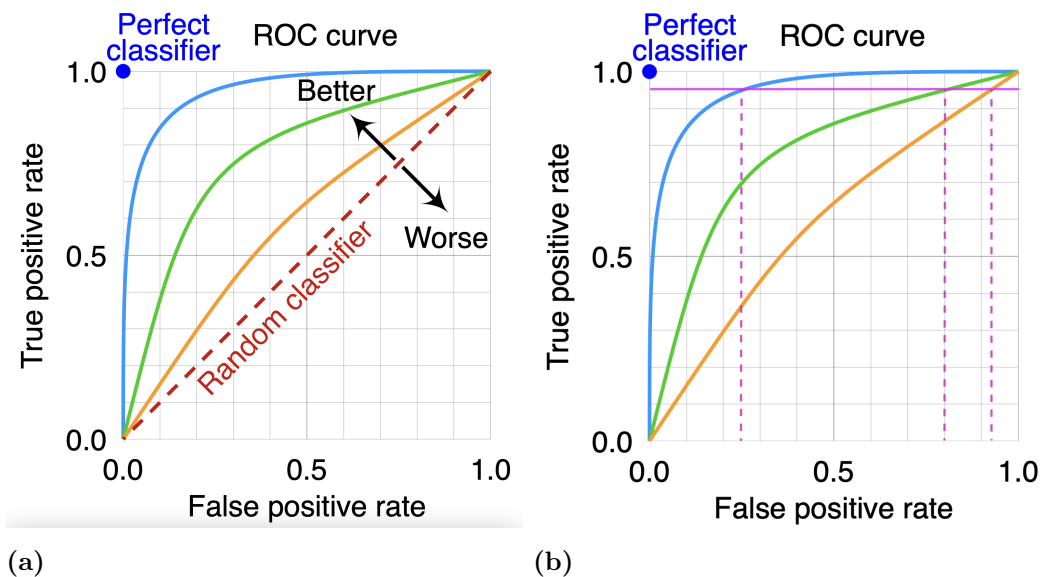 Perfect
classifier
ROC curve
1.0
Better
0.5
Worse
Random classifier
True positive rate
0.0
0.0
0.5
1.0
False positive rate
(a)
Perfect
classifier
ROC curve
1.0
0.5
True positive rate
0.0
0.0
0.5
1.0
False positive rate
(b)